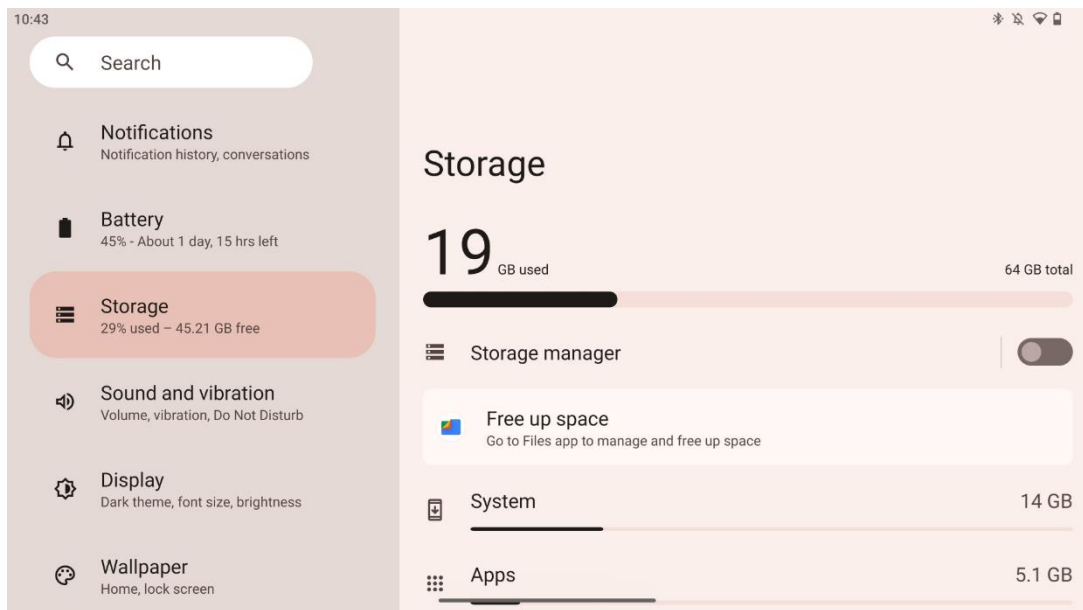 10:43
Search
Notifications
Notification history, conversations
Battery
45% - About 1 day, 15 hrs left
Storage
29% used – 45.21 GB free
Sound and vibration
Volume, vibration, Do Not Disturb
Display
Dark theme, font size, brightness
Wallpaper
Home, lock screen
Storage
19 GB used
64 GB total
Storage manager
Free up space
Go to Files app to manage and free up space
System 14 GB
Apps 5.1 GB